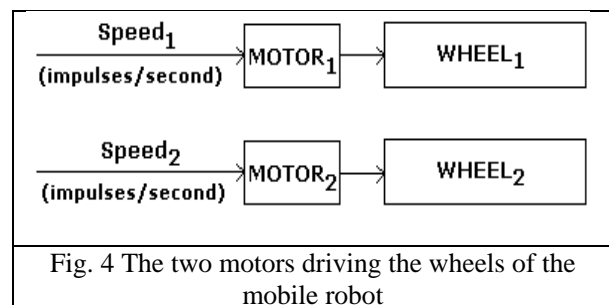 Speed₁
(impulses/second)
MOTOR₁
WHEEL₁
Speed₂
(impulses/second)
MOTOR₂
WHEEL₂
Fig. 4 The two motors driving the wheels of the
mobile robot